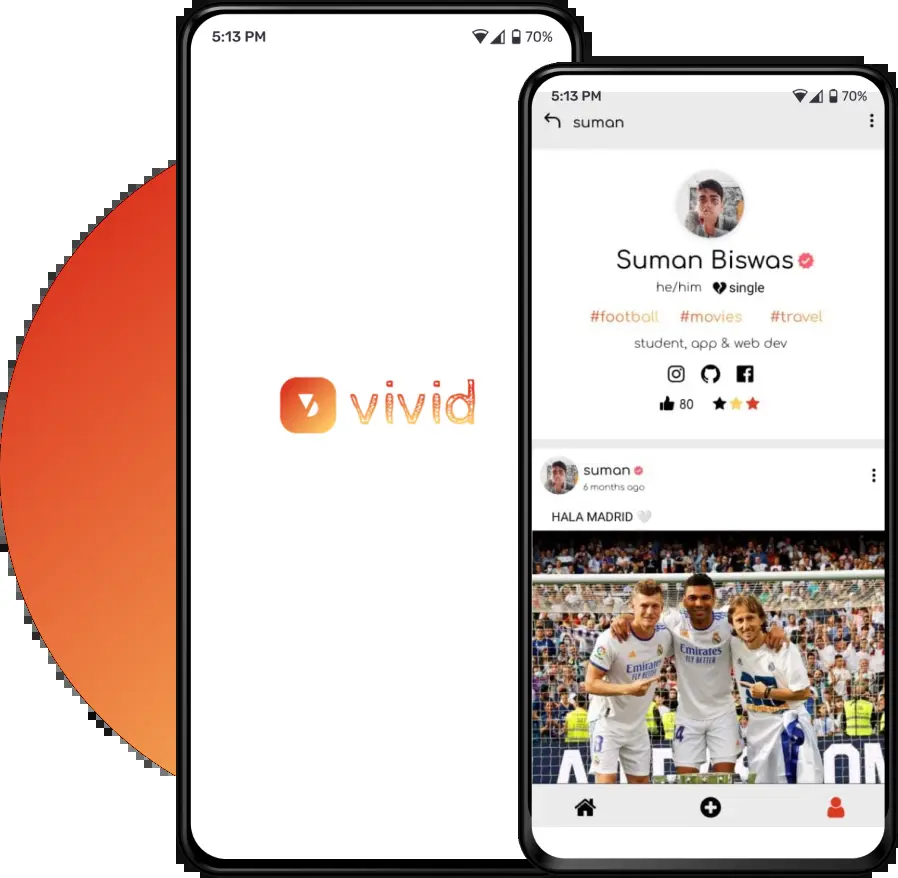 5:13 PM
70%
vivid
5:13 PM
70%
suman
Suman Biswas
he/him single
#football #movies #travel
student, app & web dev
80
suman
6 months ago
HALA MADRID 🤍
Emirates
FLY BETTER
Emirates
FLY BETTER